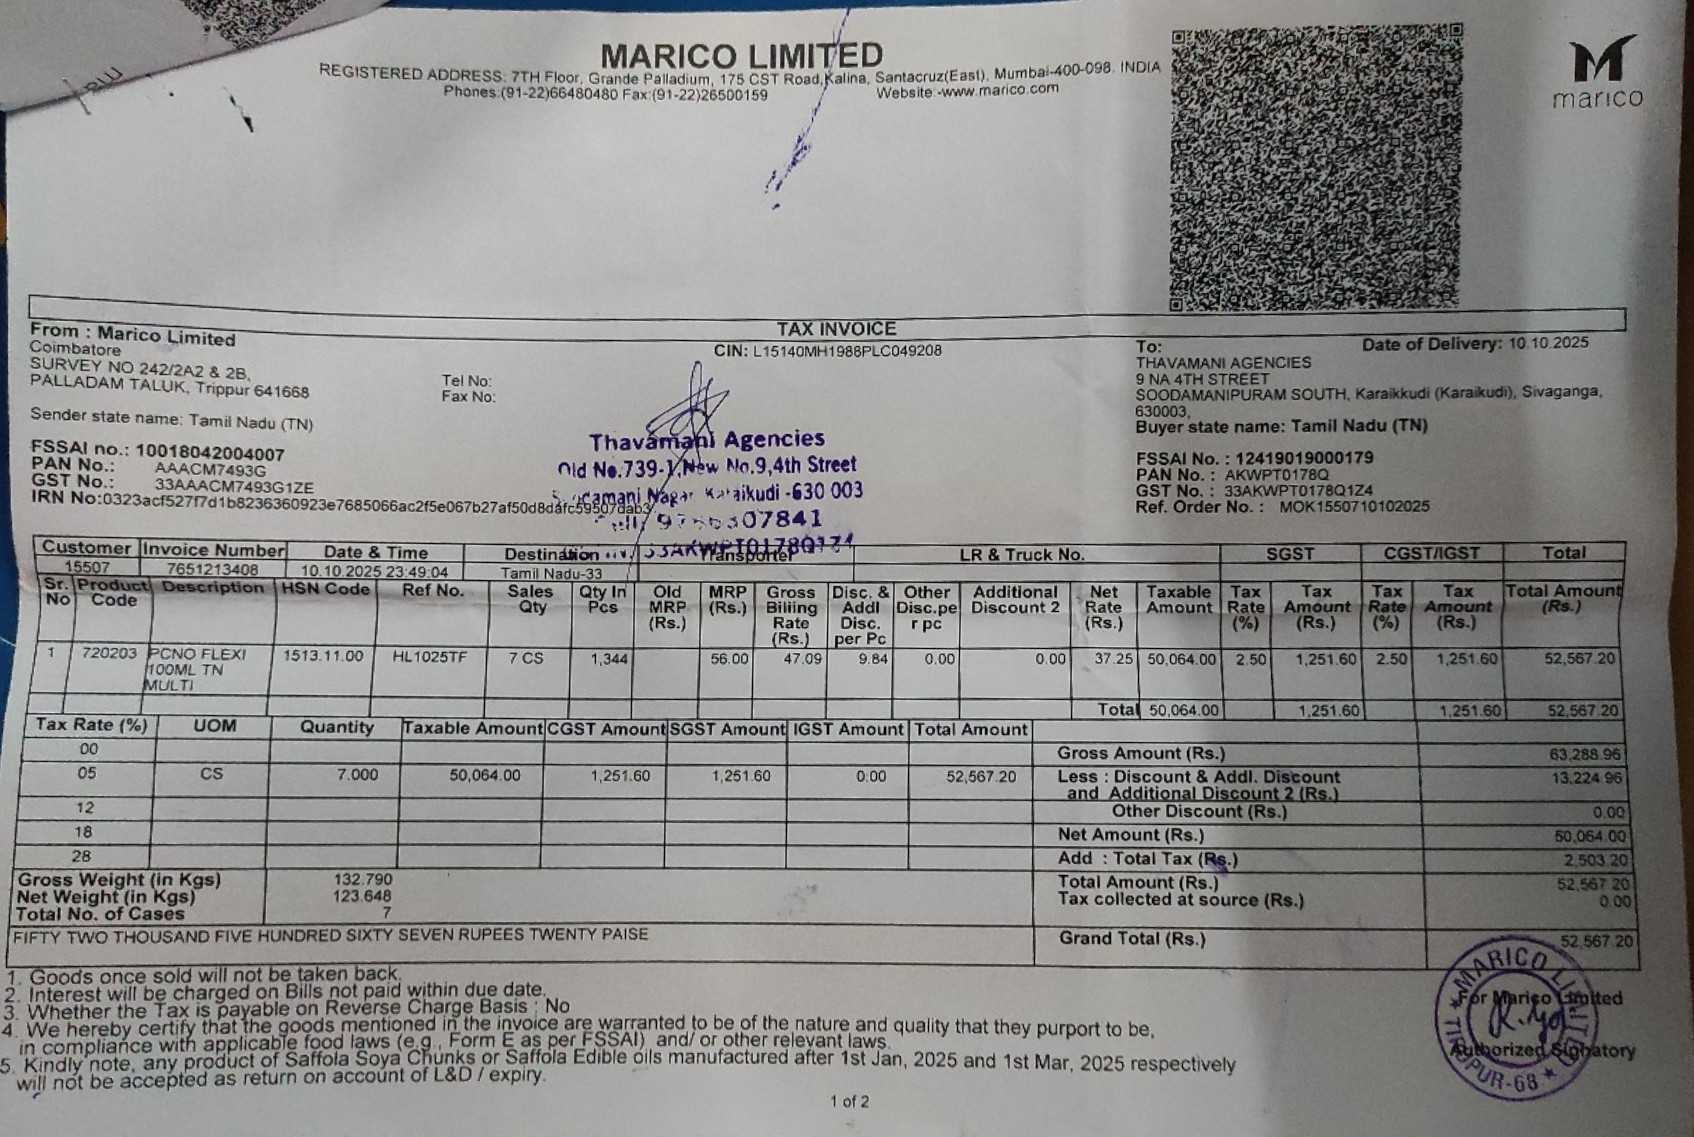 MARICO LIMITED
REGISTERED ADDRESS: 7TH Floor, Grande Palladium, 175 CST Road,Kalina, Santacruz(East), Mumbai-400-098. INDIA
Phones:(91-22)66480480 Fax:(91-22)26500159 Website:-www.marico.com
marico
TAX INVOICE
From : Marico Limited
Coimbatore
SURVEY NO 242/2A2 & 2B,
PALLADAM TALUK, Trippur 641668
Sender state name: Tamil Nadu (TN)
FSSAI no.: 10018042004007
PAN No.: AAACM7493G
GST No.: 33AAACM7493G1ZE
IRN No:0323acf527f7d1b8236360923e7685066ac2f5e067b27af50d8dafc59507dab3
CIN: L15140MH1988PLC049208
Tel No:
Fax No:
Thavamani Agencies
Old No.739-1,New No.9,4th Street
Nagar Karaikudi -630 003
33AKWPT0178Q1Z4
To: Date of Delivery: 10.10.2025
THAVAMANI AGENCIES
9 NA 4TH STREET
SOODAMANIPURAM SOUTH, Karaikkudi (Karaikudi), Sivaganga,
630003,
Buyer state name: Tamil Nadu (TN)
FSSAI No. : 12419019000179
PAN No. : AKWPT0178Q
GST No. : 33AKWPT0178Q1Z4
Ref. Order No. : MOK1550710102025
Customer Invoice Number Date & Time Destination Transporter LR & Truck No. SGST CGST/IGST Total
15507 7651213408 10.10.2025 23:49:04 Tamil Nadu-33
Sr. No Product Code Description HSN Code Ref No. Sales Qty Qty In Pcs Old MRP (Rs.) MRP (Rs.) Gross Billing Rate (Rs.) Disc. & Addl Disc. per Pc Other Disc.pe r pc Additional Discount 2 Net Rate (Rs.) Taxable Amount Tax Rate (%) Tax Amount (Rs.) Tax Rate (%) Tax Amount (Rs.) Total Amount (Rs.)
1 720203 PCNO FLEXI 100ML TN MULTI 1513.11.00 HL1025TF 7 CS 1,344 56.00 47.09 9.84 0.00 0.00 37.25 50,064.00 2.50 1,251.60 2.50 1,251.60 52,567.20
Total 50,064.00 1,251.60 1,251.60 52,567.20
Tax Rate (%) UOM Quantity Taxable Amount CGST Amount SGST Amount IGST Amount Total Amount
00
05 CS 7.000 50,064.00 1,251.60 1,251.60 0.00 52,567.20
12
18
28
Gross Amount (Rs.) 63,288.96
Less : Discount & Addl. Discount 13,224.96
and Additional Discount 2 (Rs.)
Other Discount (Rs.) 0.00
Net Amount (Rs.) 50,064.00
Add : Total Tax (Rs.) 2,503.20
Total Amount (Rs.) 52,567.20
Tax collected at source (Rs.) 0.00
Grand Total (Rs.) 52,567.20
Gross Weight (in Kgs) 132.790
Net Weight (in Kgs) 123.648
Total No. of Cases 7
FIFTY TWO THOUSAND FIVE HUNDRED SIXTY SEVEN RUPEES TWENTY PAISE
1. Goods once sold will not be taken back.
2. Interest will be charged on Bills not paid within due date.
3. Whether the Tax is payable on Reverse Charge Basis : No
4. We hereby certify that the goods mentioned in the invoice are warranted to be of the nature and quality that they purport to be,
in compliance with applicable food laws (e.g., Form E as per FSSAI) and/ or other relevant laws.
5. Kindly note, any product of Saffola Soya Chunks or Saffola Edible oils manufactured after 1st Jan, 2025 and 1st Mar, 2025 respectively
will not be accepted as return on account of L&D / expiry.
For Marico Limited
Authorized Signatory
MARICO LIMITED
TIRUPUR-68
1 of 2